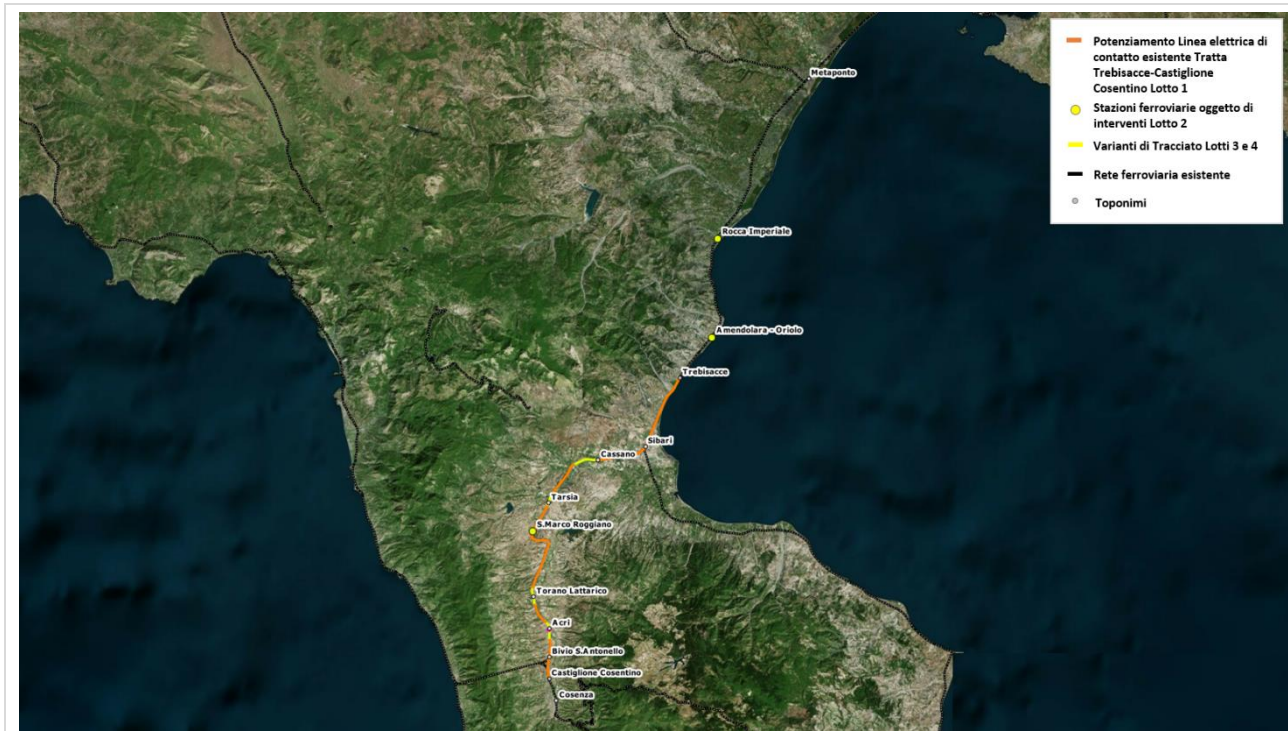 Potenziamento Linea elettrica di
contatto esistente Tratta
Trebisacce-Castiglione
Cosentino Lotto 1
Stazioni ferroviarie oggetto di
interventi Lotto 2
Varianti di Tracciato Lotti 3 e 4
Rete ferroviaria esistente
Toponimi
Metaponto
Rocca Imperiale
Amendolara - Oriolo
Trebisacce
Sibari
Cassano
Tarsia
S.Marco Roggiano
Torano Lattarico
Acri
Bivio S.Antonello
Castiglione Cosentino
Cosenza